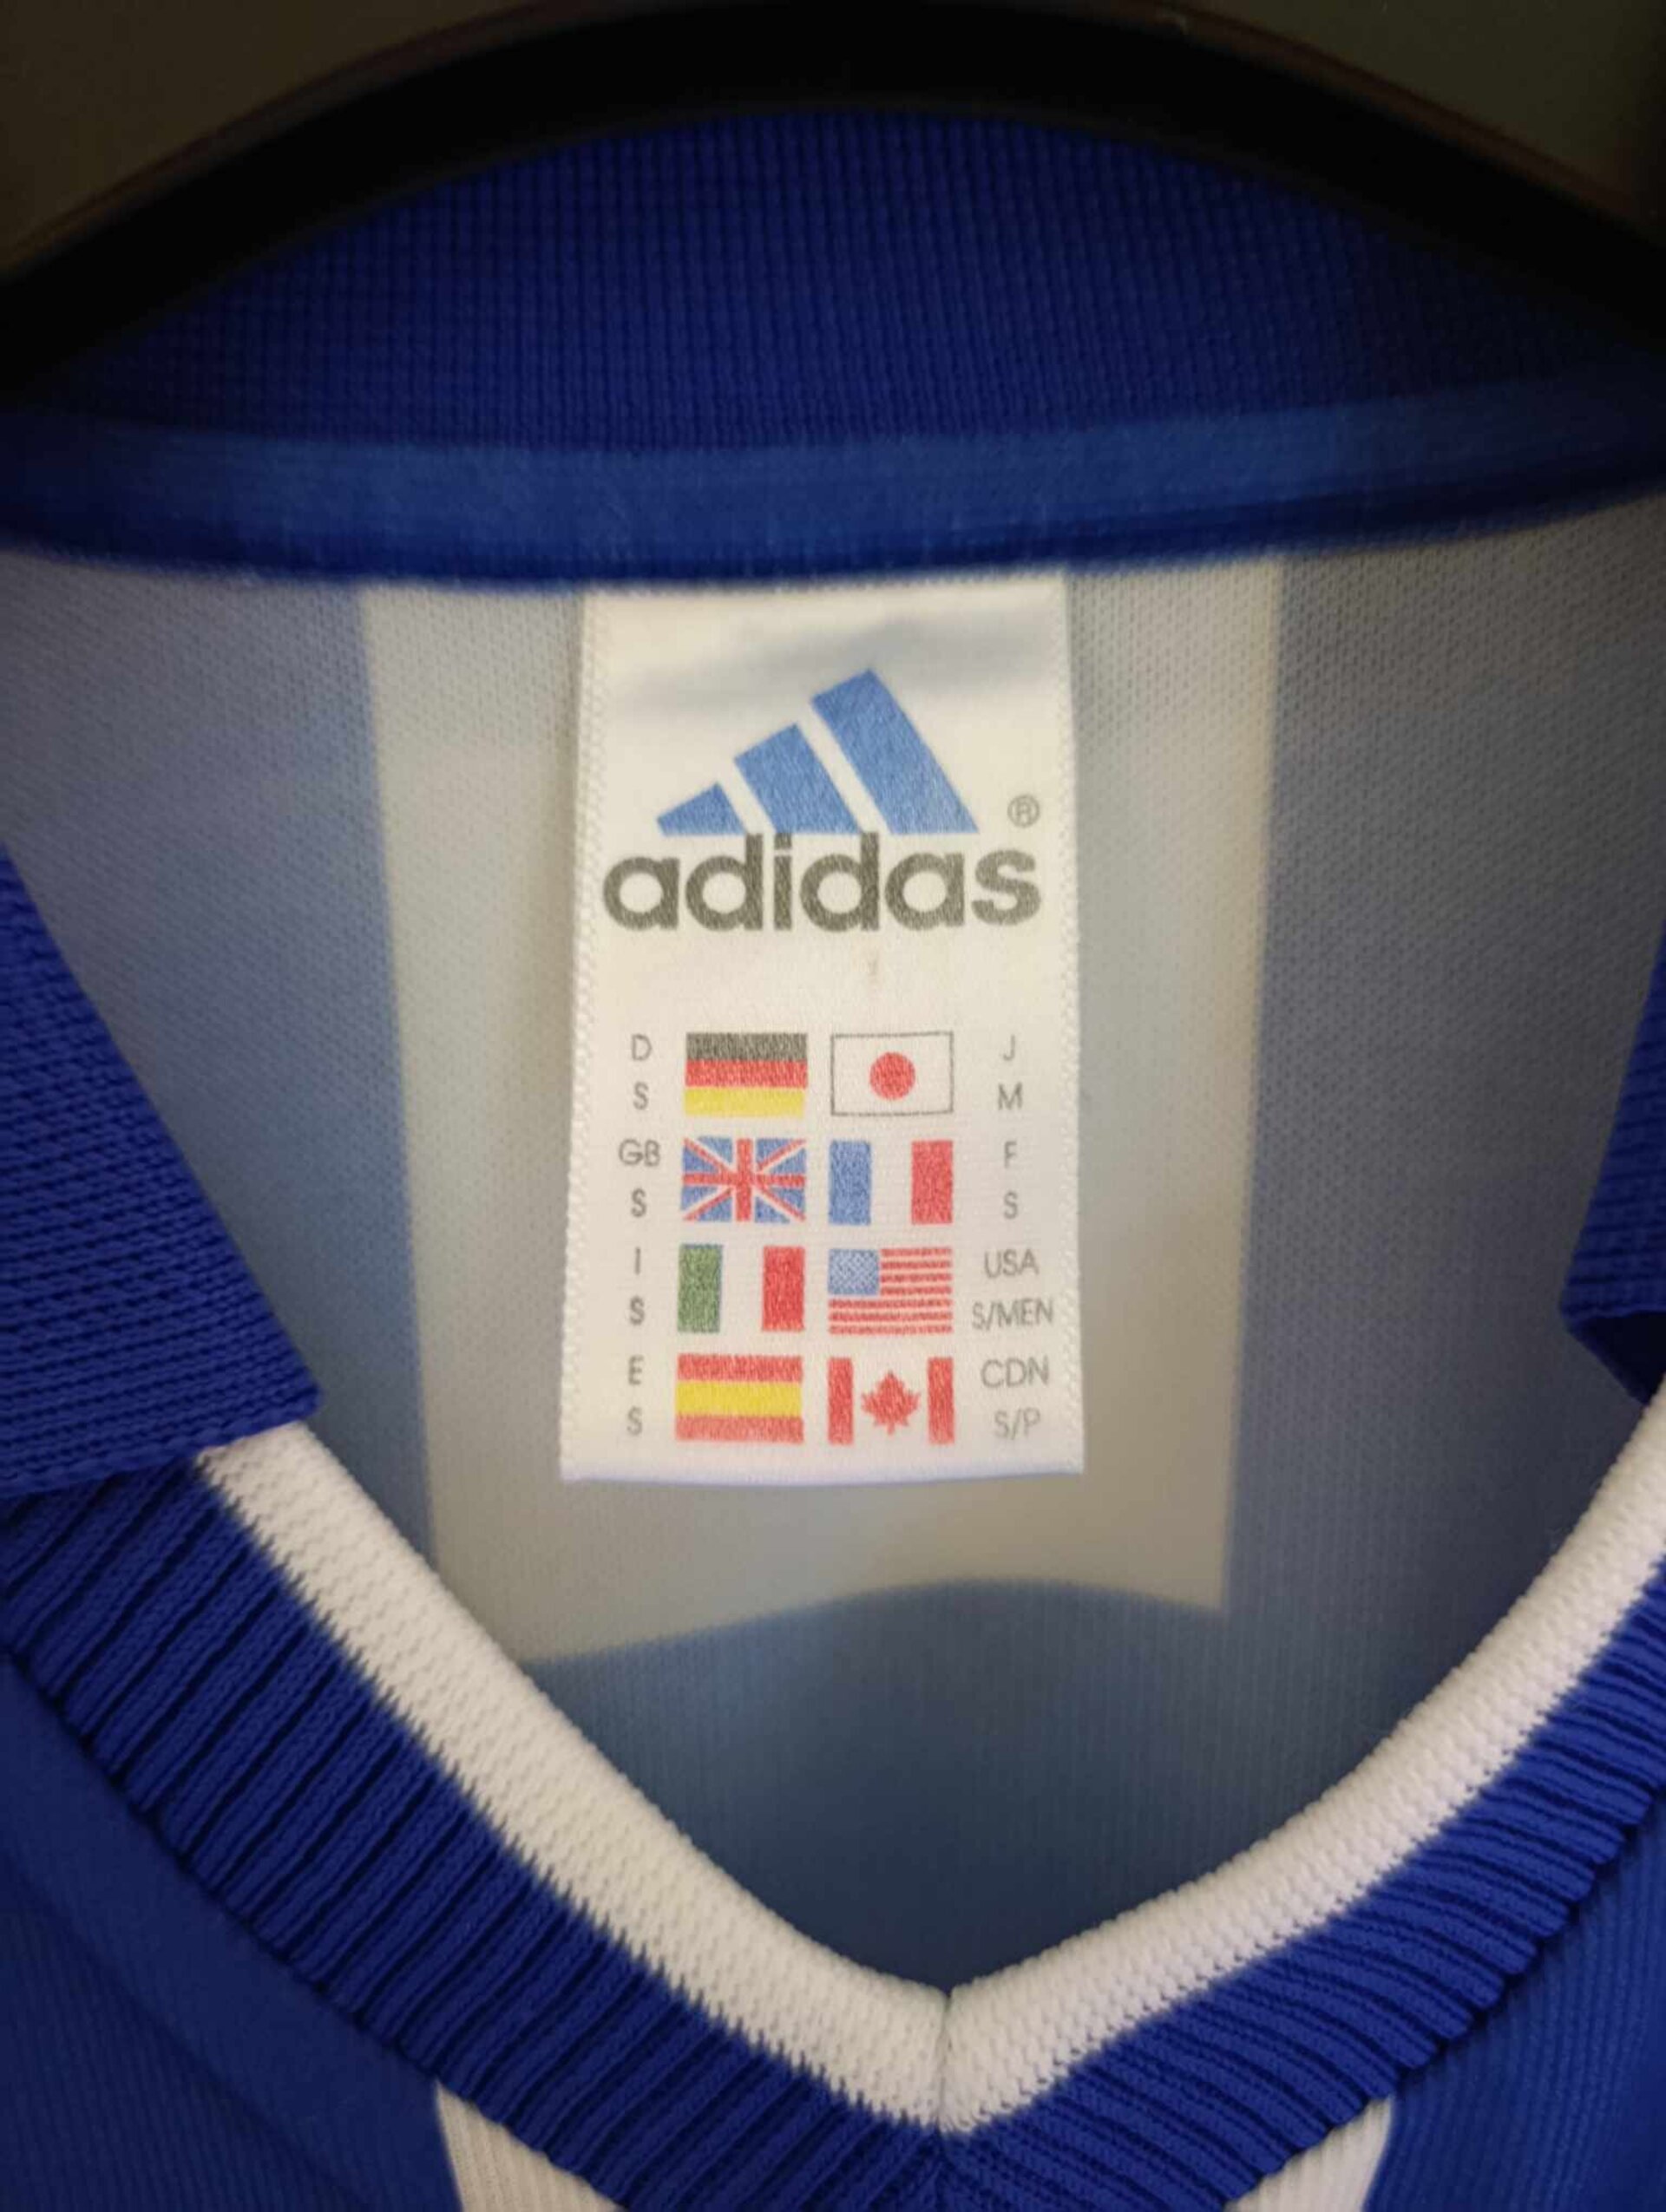 ®
adidas
D J
S M
GB F
S S
I USA
S S/MEN
E CDN
S S/P